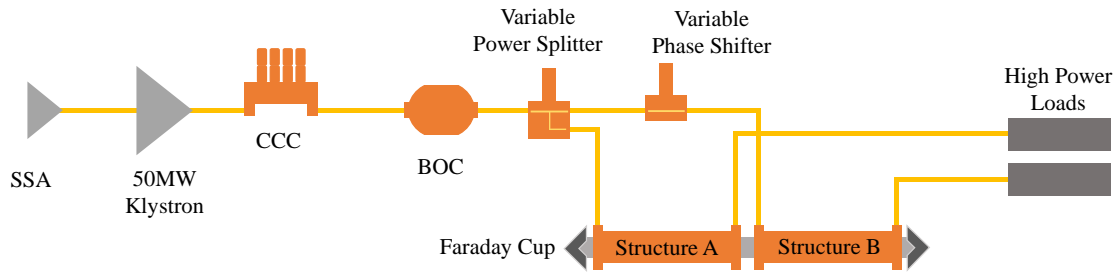 Variable
Power Splitter
Variable
Phase Shifter
High Power
Loads
SSA
50MW
Klystron
CCC
BOC
Faraday Cup
Structure A
Structure B